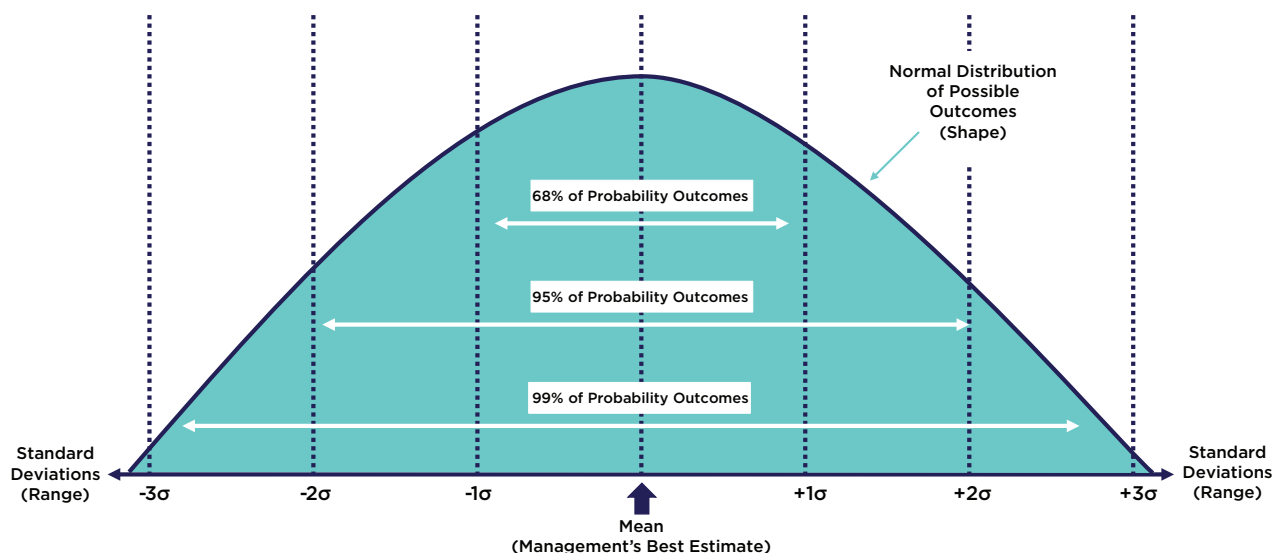 Normal Distribution
of Possible
Outcomes
(Shape)
68% of Probability Outcomes
95% of Probability Outcomes
99% of Probability Outcomes
Standard
Deviations
(Range)
-3σ
-2σ
-1σ
+1σ
+2σ
+3σ
Standard
Deviations
(Range)
Mean
(Management's Best Estimate)